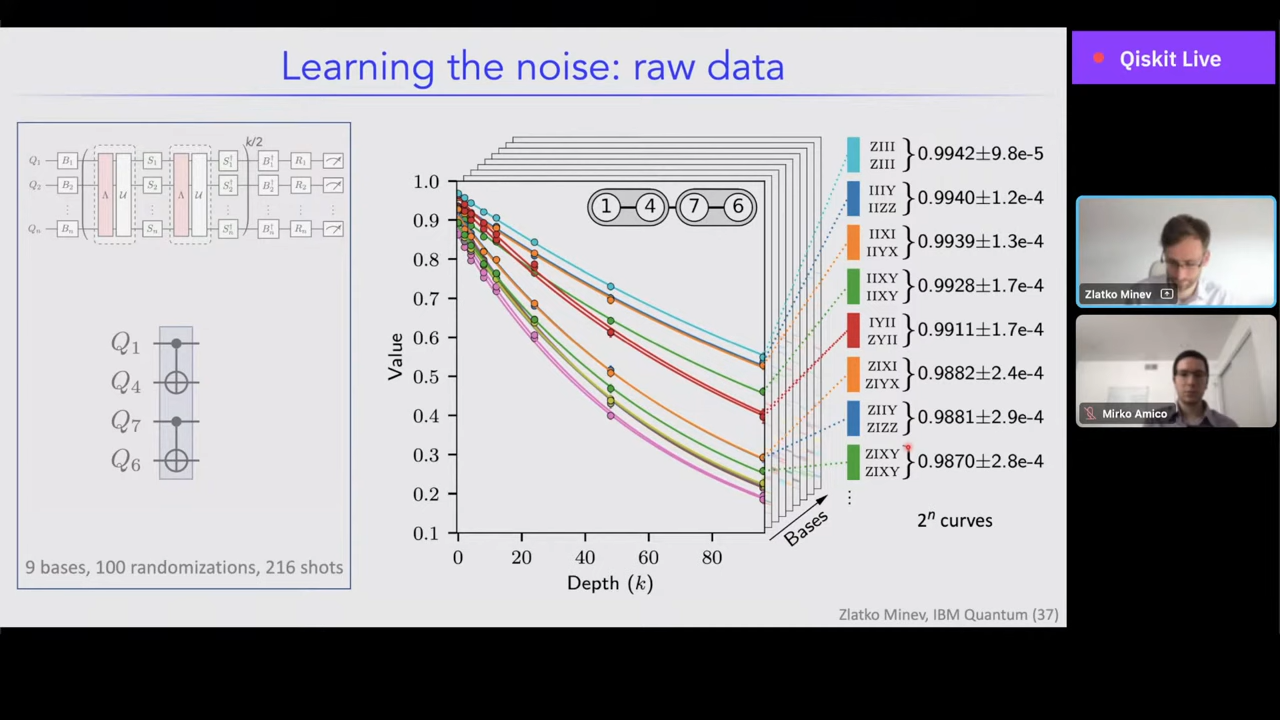 Learning the noise: raw data
Qiskit Live
k/2
Q₁ B₁ Λ 𝒰 S₁ Λ 𝒰 S₁† B₁† R₁
Q₂ B₂ S₂ S₂† B₂† R₂
Qₙ Bₙ Sₙ Sₙ† Bₙ† Rₙ
Q₁
Q₄
Q₇
Q₆
9 bases, 100 randomizations, 216 shots
1 4 7 6
Value
1.0
0.9
0.8
0.7
0.6
0.5
0.4
0.3
0.2
0.1
0 20 40 60 80
Depth (k)
Bases
ZIII
ZIII } 0.9942±9.8e-5
IIIY
IIZZ } 0.9940±1.2e-4
IIXI
IIYX } 0.9939±1.3e-4
IIXY
IIXY } 0.9928±1.7e-4
IYII
ZYII } 0.9911±1.7e-4
ZIXI
ZIYX } 0.9882±2.4e-4
ZIIY
ZIZZ } 0.9881±2.9e-4
ZIXY
ZIXY } 0.9870±2.8e-4
⋮
2ⁿ curves
Zlatko Minev, IBM Quantum (37)
Zlatko Minev
Mirko Amico